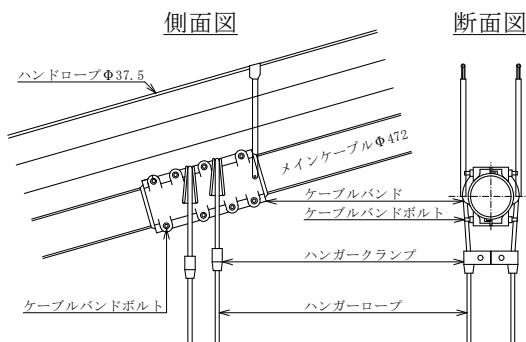 側面図
断面図
ハンドロープΦ37.5
メインケーブルΦ472
ケーブルバンド
ケーブルバンドボルト
ハンガークランプ
ケーブルバンドボルト
ハンガーロープ